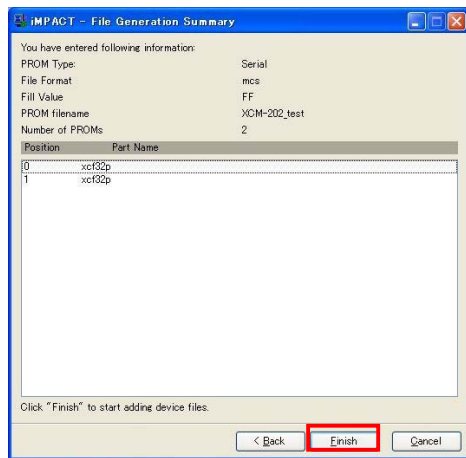 iMPACT - File Generation Summary
You have entered following information:
PROM Type: Serial
File Format mcs
Fill Value FF
PROM filename XCM-202_test
Number of PROMs 2
Position Part Name
0 xcf32p
1 xcf32p
Click "Finish" to start adding device files.
< Back Finish Cancel